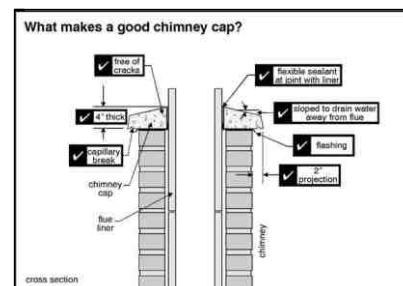 What makes a good chimney cap?
free of
cracks
flexible sealant
at joint with liner
4" thick
sloped to drain water
away from flue
capillary
break
flashing
chimney
cap
2"
projection
flue
liner
chimney
cross section